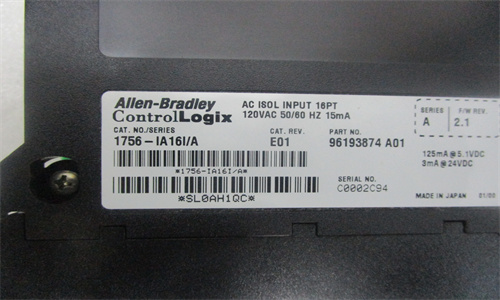 Allen-Bradley
ControlLogix
AC ISOL INPUT 16PT
120VAC 50/60 HZ 15mA
SERIES
A
F/W REV.
2.1
CAT. NO./SERIES
1756-IA16I/A
CAT. REV.
E01
PART NO.
96193874 A01
125mA@5.1VDC
3mA@24VDC
*1756-IA16I/A*
*SL0AH1QC*
SERIAL NO.
C0002C94
MADE IN JAPAN
01/00